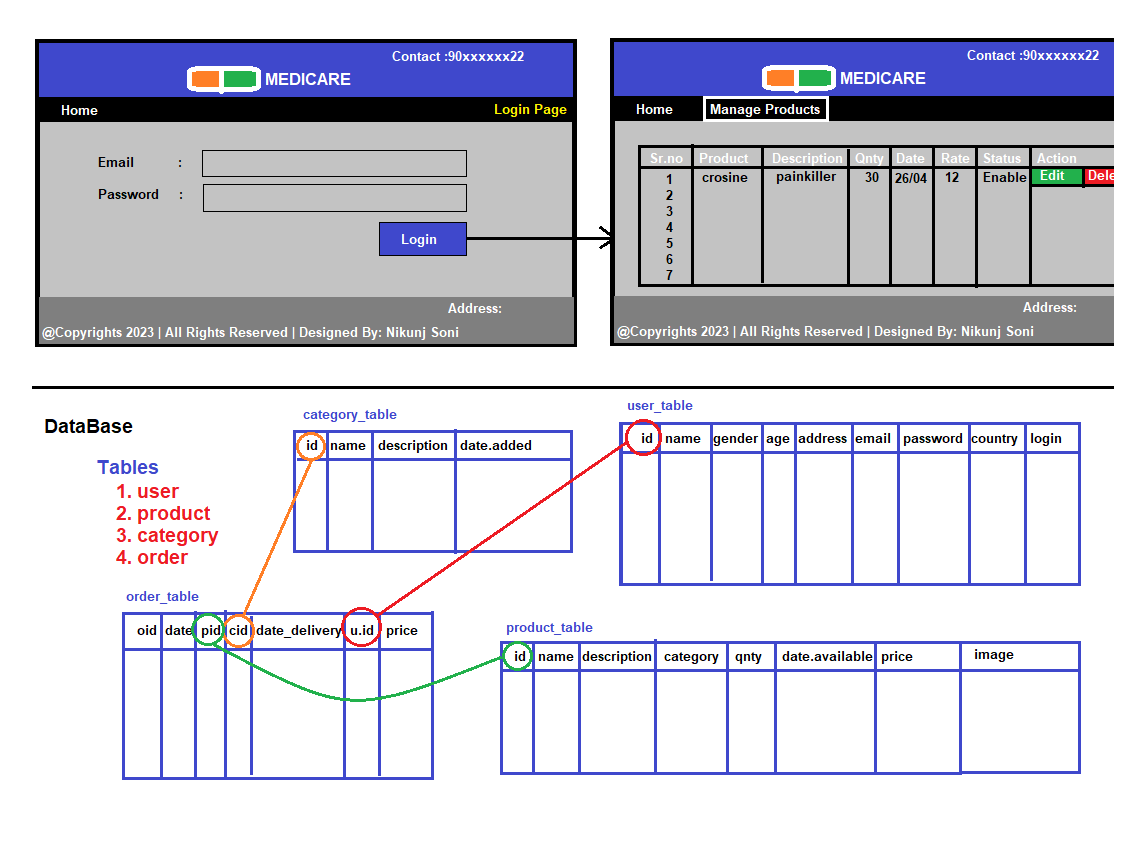 Contact :90xxxxxx22
MEDICARE
Home Login Page
Email :
Password :
Login
Address:
@Copyrights 2023 | All Rights Reserved | Designed By: Nikunj Soni
Contact :90xxxxxx22
MEDICARE
Home Manage Products
Sr.no Product Description Qnty Date Rate Status Action
1 crosine painkiller 30 26/04 12 Enable Edit Dele
2
3
4
5
6
7
Address:
@Copyrights 2023 | All Rights Reserved | Designed By: Nikunj Soni
DataBase
Tables
1. user
2. product
3. category
4. order
category_table
id name description date.added
user_table
id name gender age address email password country login
order_table
oid date pid cid date_delivery u.id price
product_table
id name description category qnty date.available price image